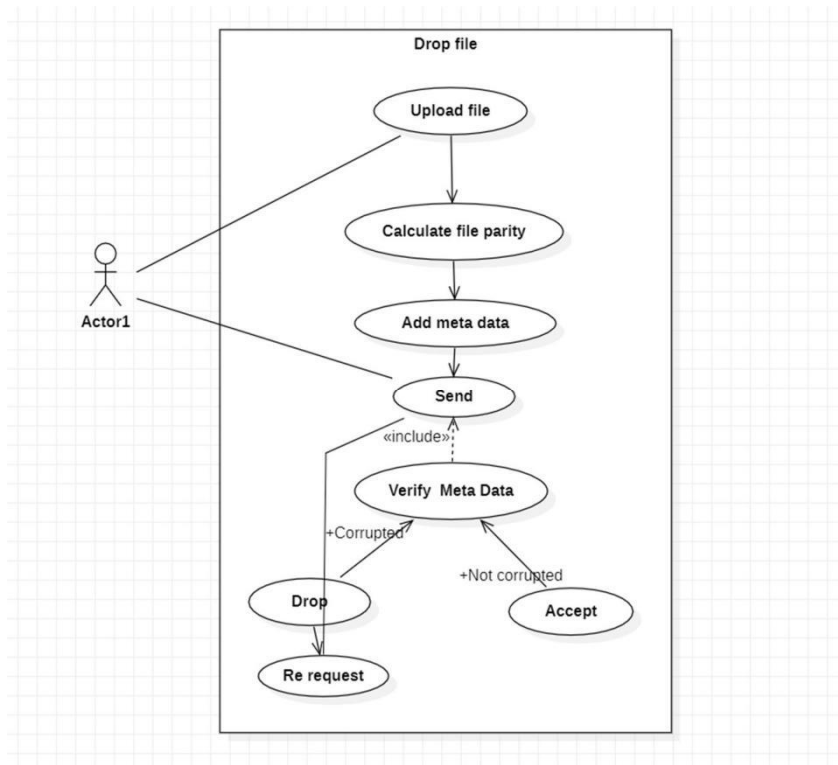 Drop file
Upload file
Calculate file parity
Actor1
Add meta data
Send
«include»
Verify  Meta Data
+Corrupted
+Not corrupted
Drop
Accept
Re request